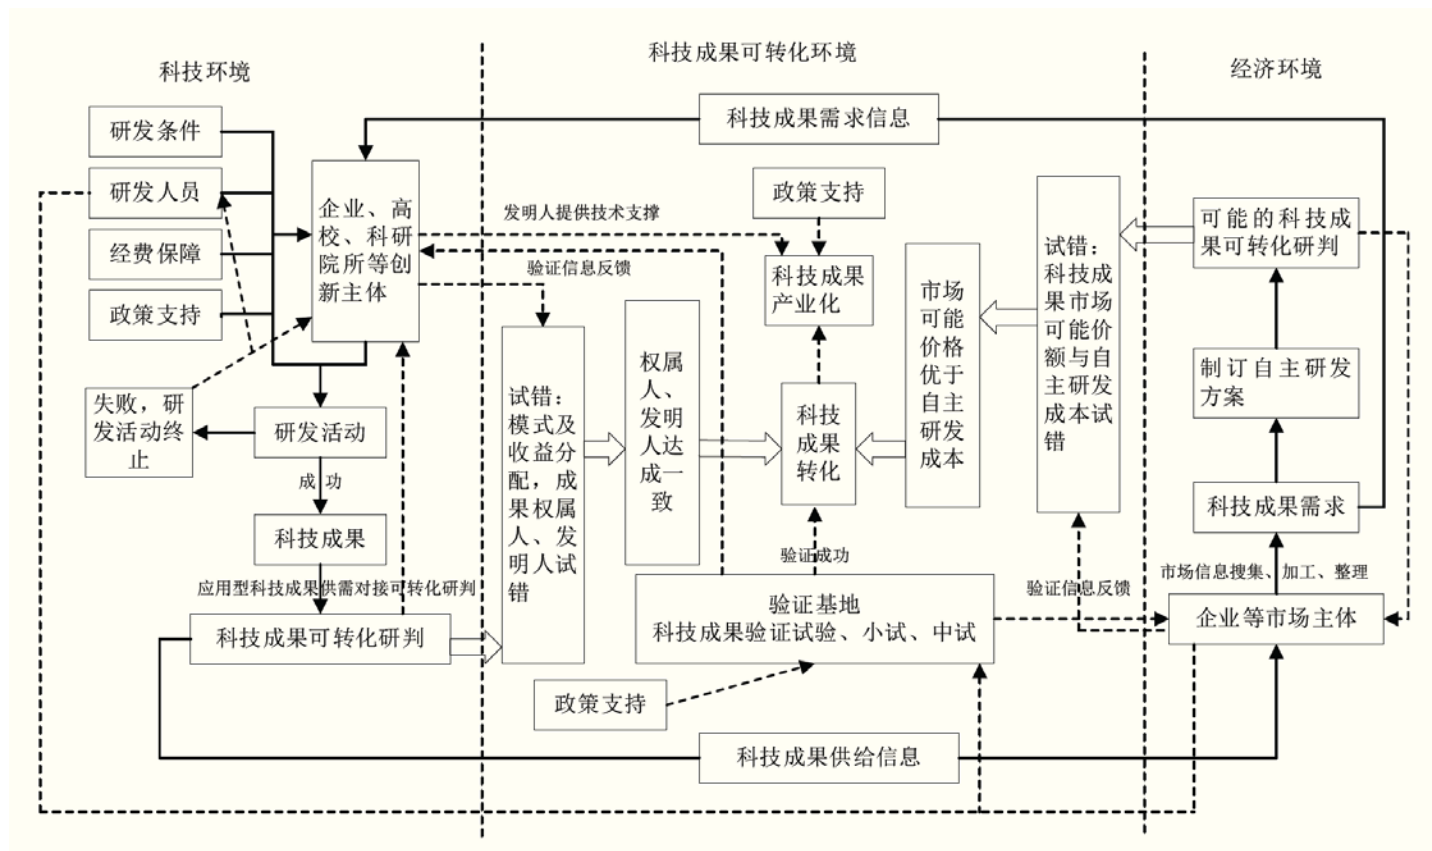 科技环境
科技成果可转化环境
经济环境
研发条件
研发人员
经费保障
政策支持
企业、高
校、科研
院所等创
新主体
失败，研
发活动终
止
研发活动
成功
科技成果
应用型科技成果供需对接可转化研判
科技成果可转化研判
科技成果需求信息
政策支持
发明人提供技术支撑
验证信息反馈
科技成果
产业化
试错：
模式及
收益分
配，成
果权属
人、发
明人试
错
权属
人、
发明
人达
成一
致
科技
成果
转化
市场
可能
价格
优于
自主
研发
成本
试错：
科技成
果市场
可能价
额与自
主研发
成本试
错
验证成功
验证基地
科技成果验证试验、小试、中试
政策支持
科技成果供给信息
可能的科技成
果可转化研判
制订自主研发
方案
科技成果需求
市场信息搜集、加工、整理
验证信息反馈
企业等市场主体